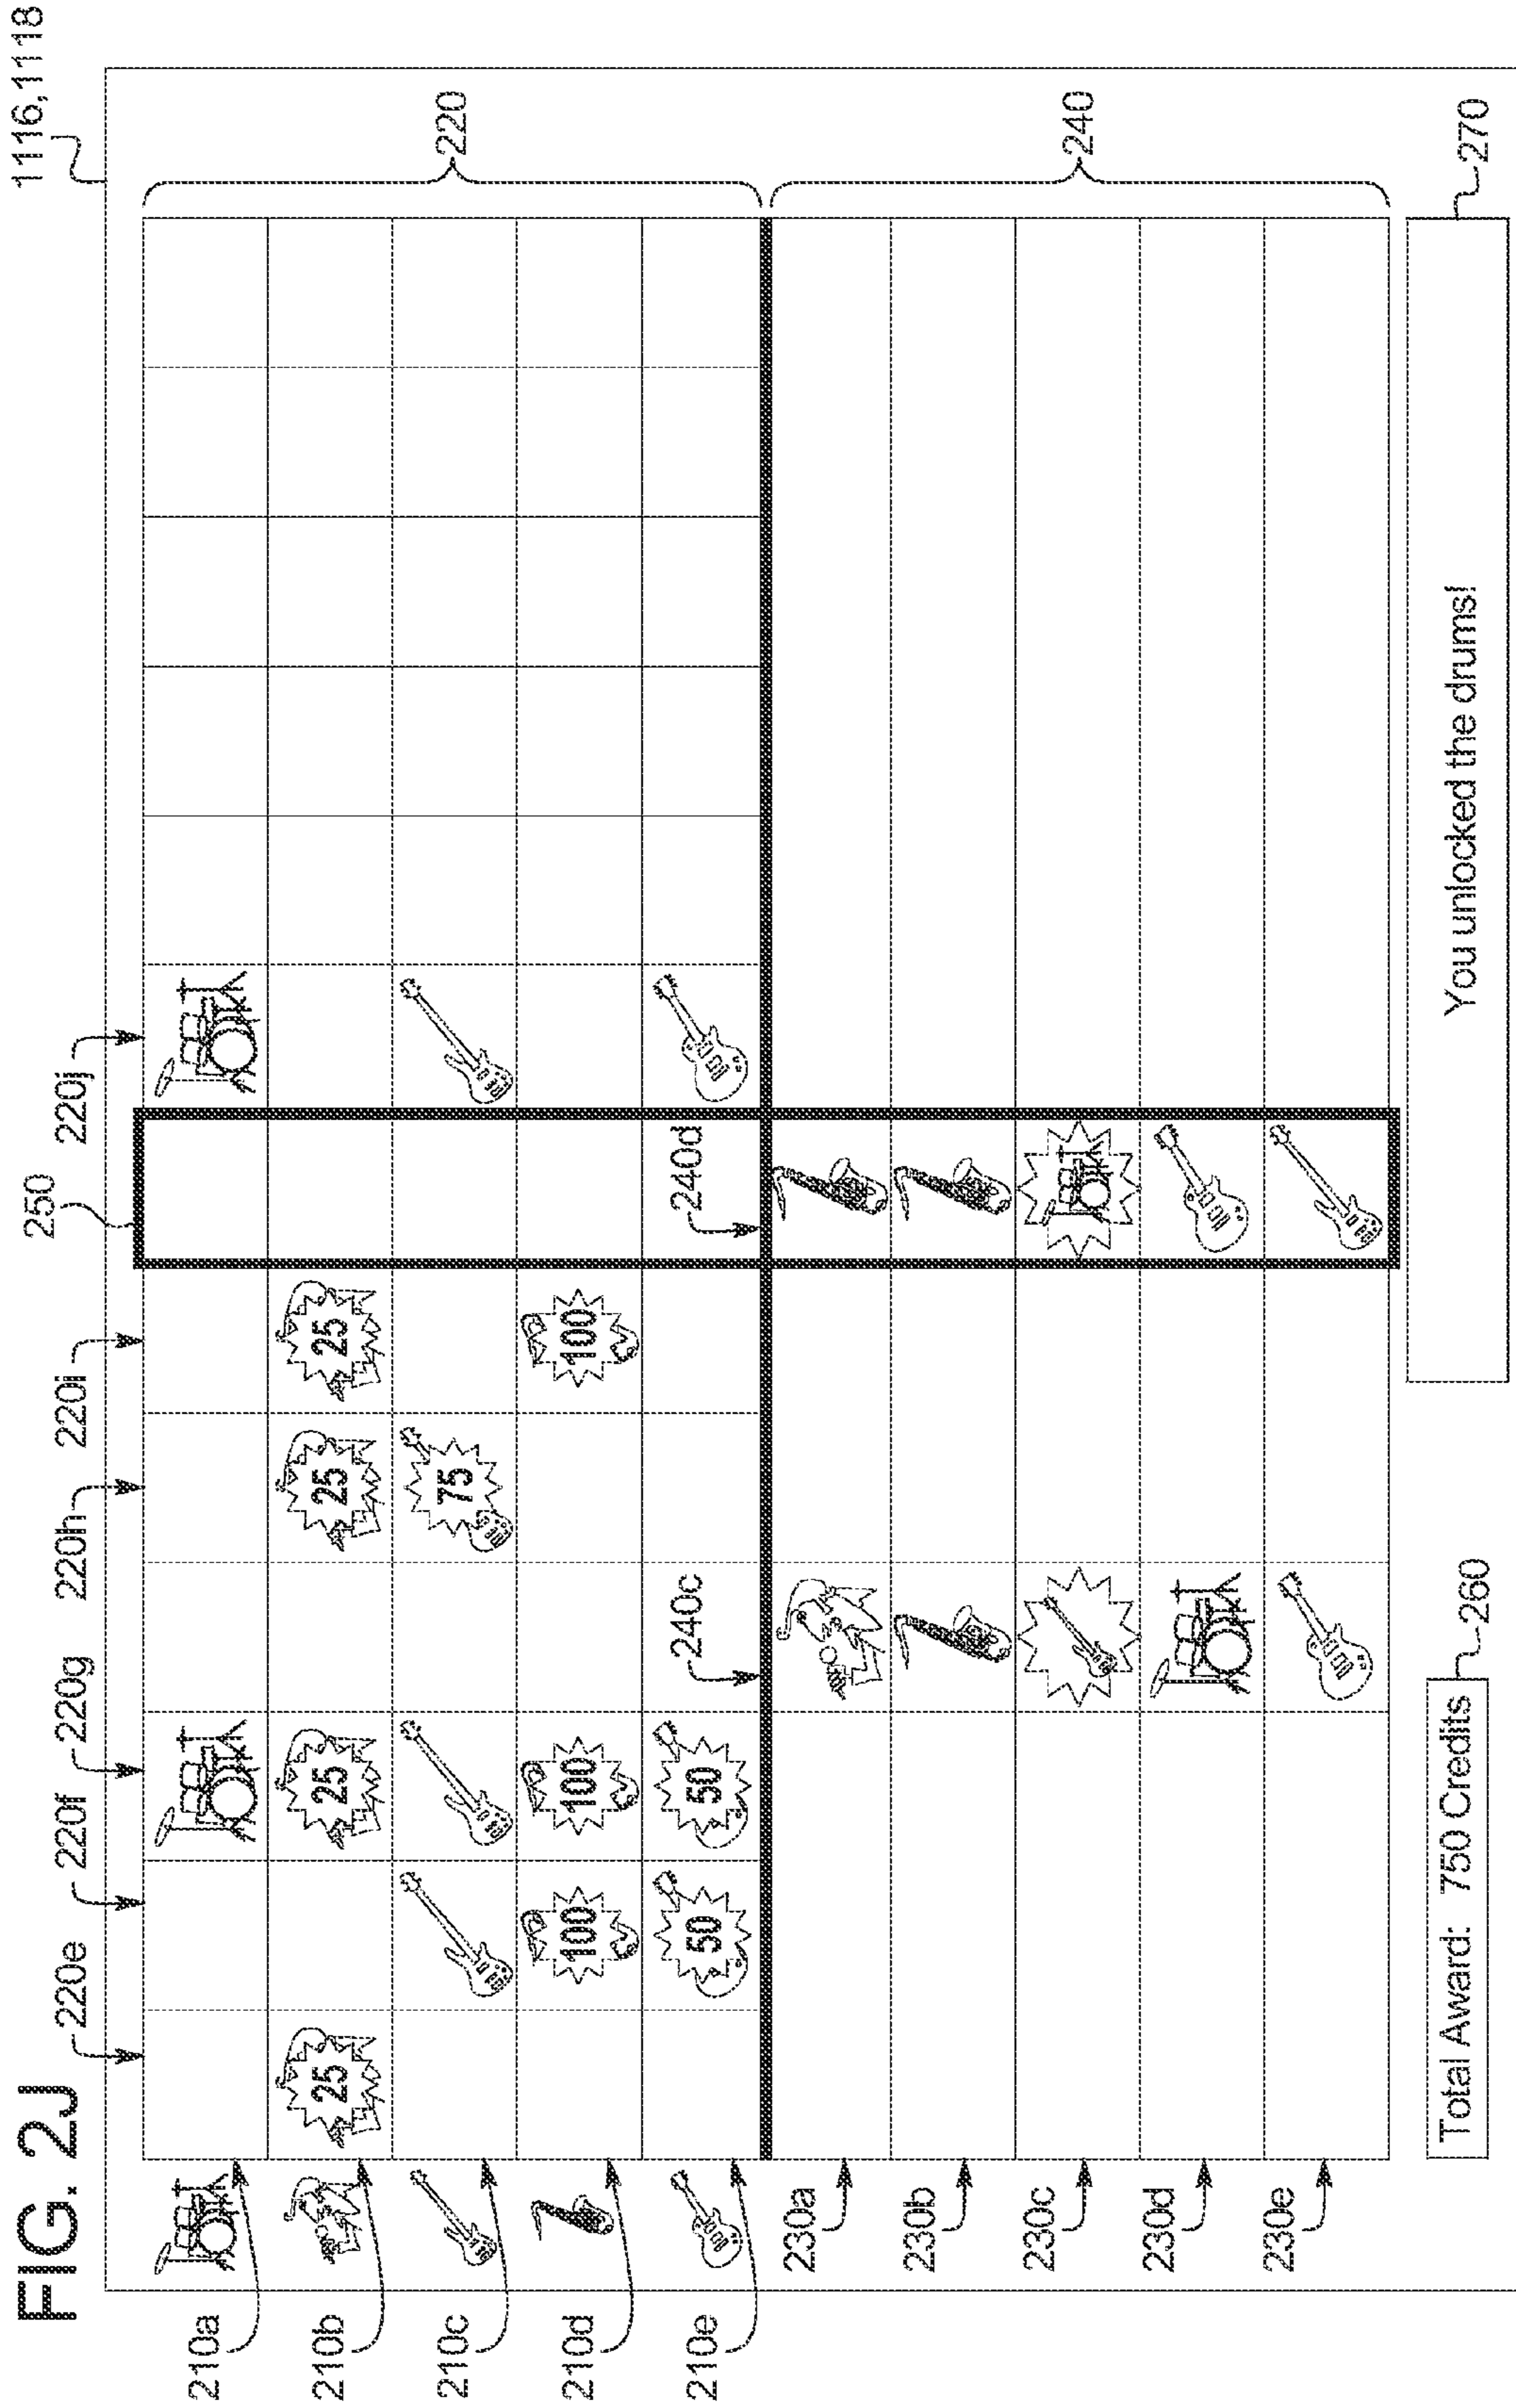 FIG. 2J
1116,1118
220e
220f
220g
220h
220i
250
220j
210a
210b
25
25
25
25
210c
75
210d
100
100
100
210e
50
50
240c
240d
220
230a
230b
230c
230d
230e
240
Total Award: 750 Credits
260
You unlocked the drums!
270